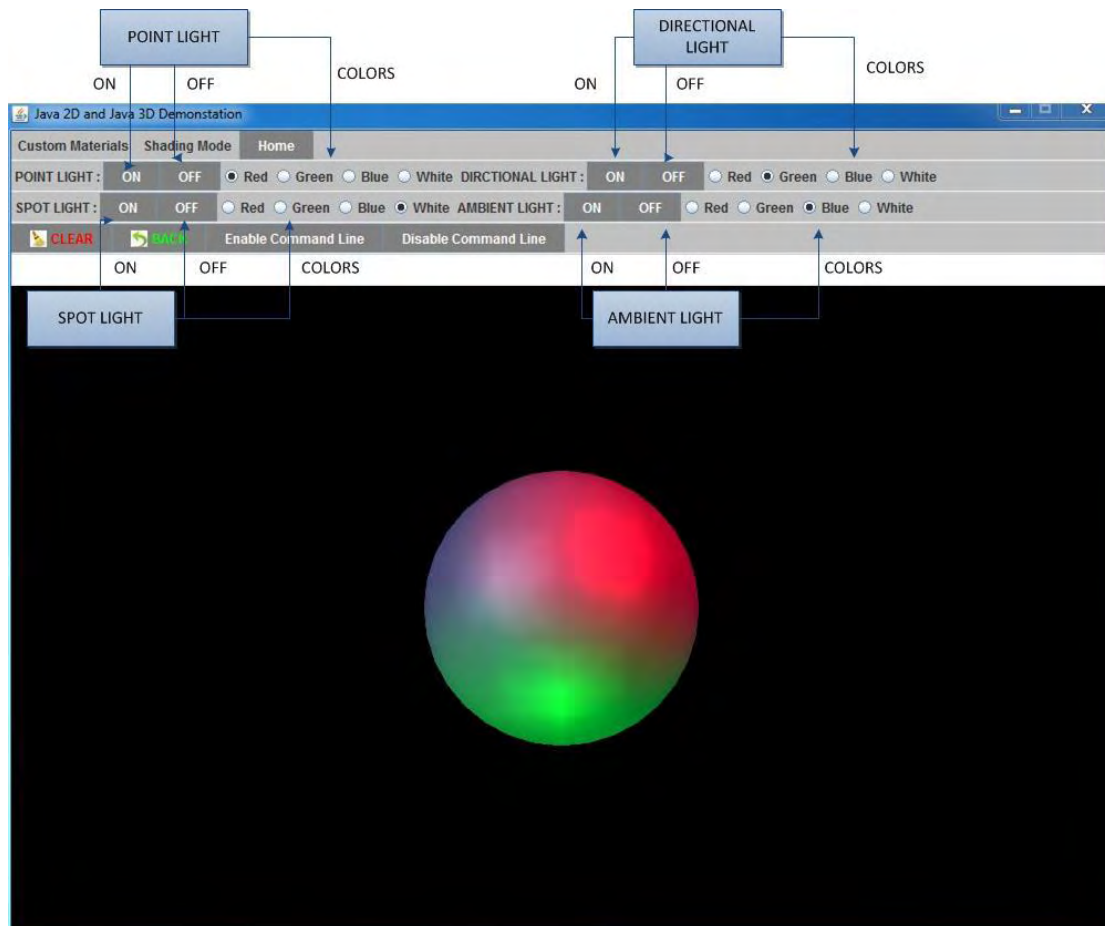 POINT LIGHT
DIRECTIONAL
LIGHT
ON OFF COLORS
ON OFF COLORS
Java 2D and Java 3D Demonstation
Custom Materials Shading Mode Home
POINT LIGHT : ON OFF Red Green Blue White DIRCTIONAL LIGHT : ON OFF Red Green Blue White
SPOT LIGHT : ON OFF Red Green Blue White AMBIENT LIGHT : ON OFF Red Green Blue White
CLEAR BACK Enable Command Line Disable Command Line
ON OFF COLORS
ON OFF COLORS
SPOT LIGHT
AMBIENT LIGHT